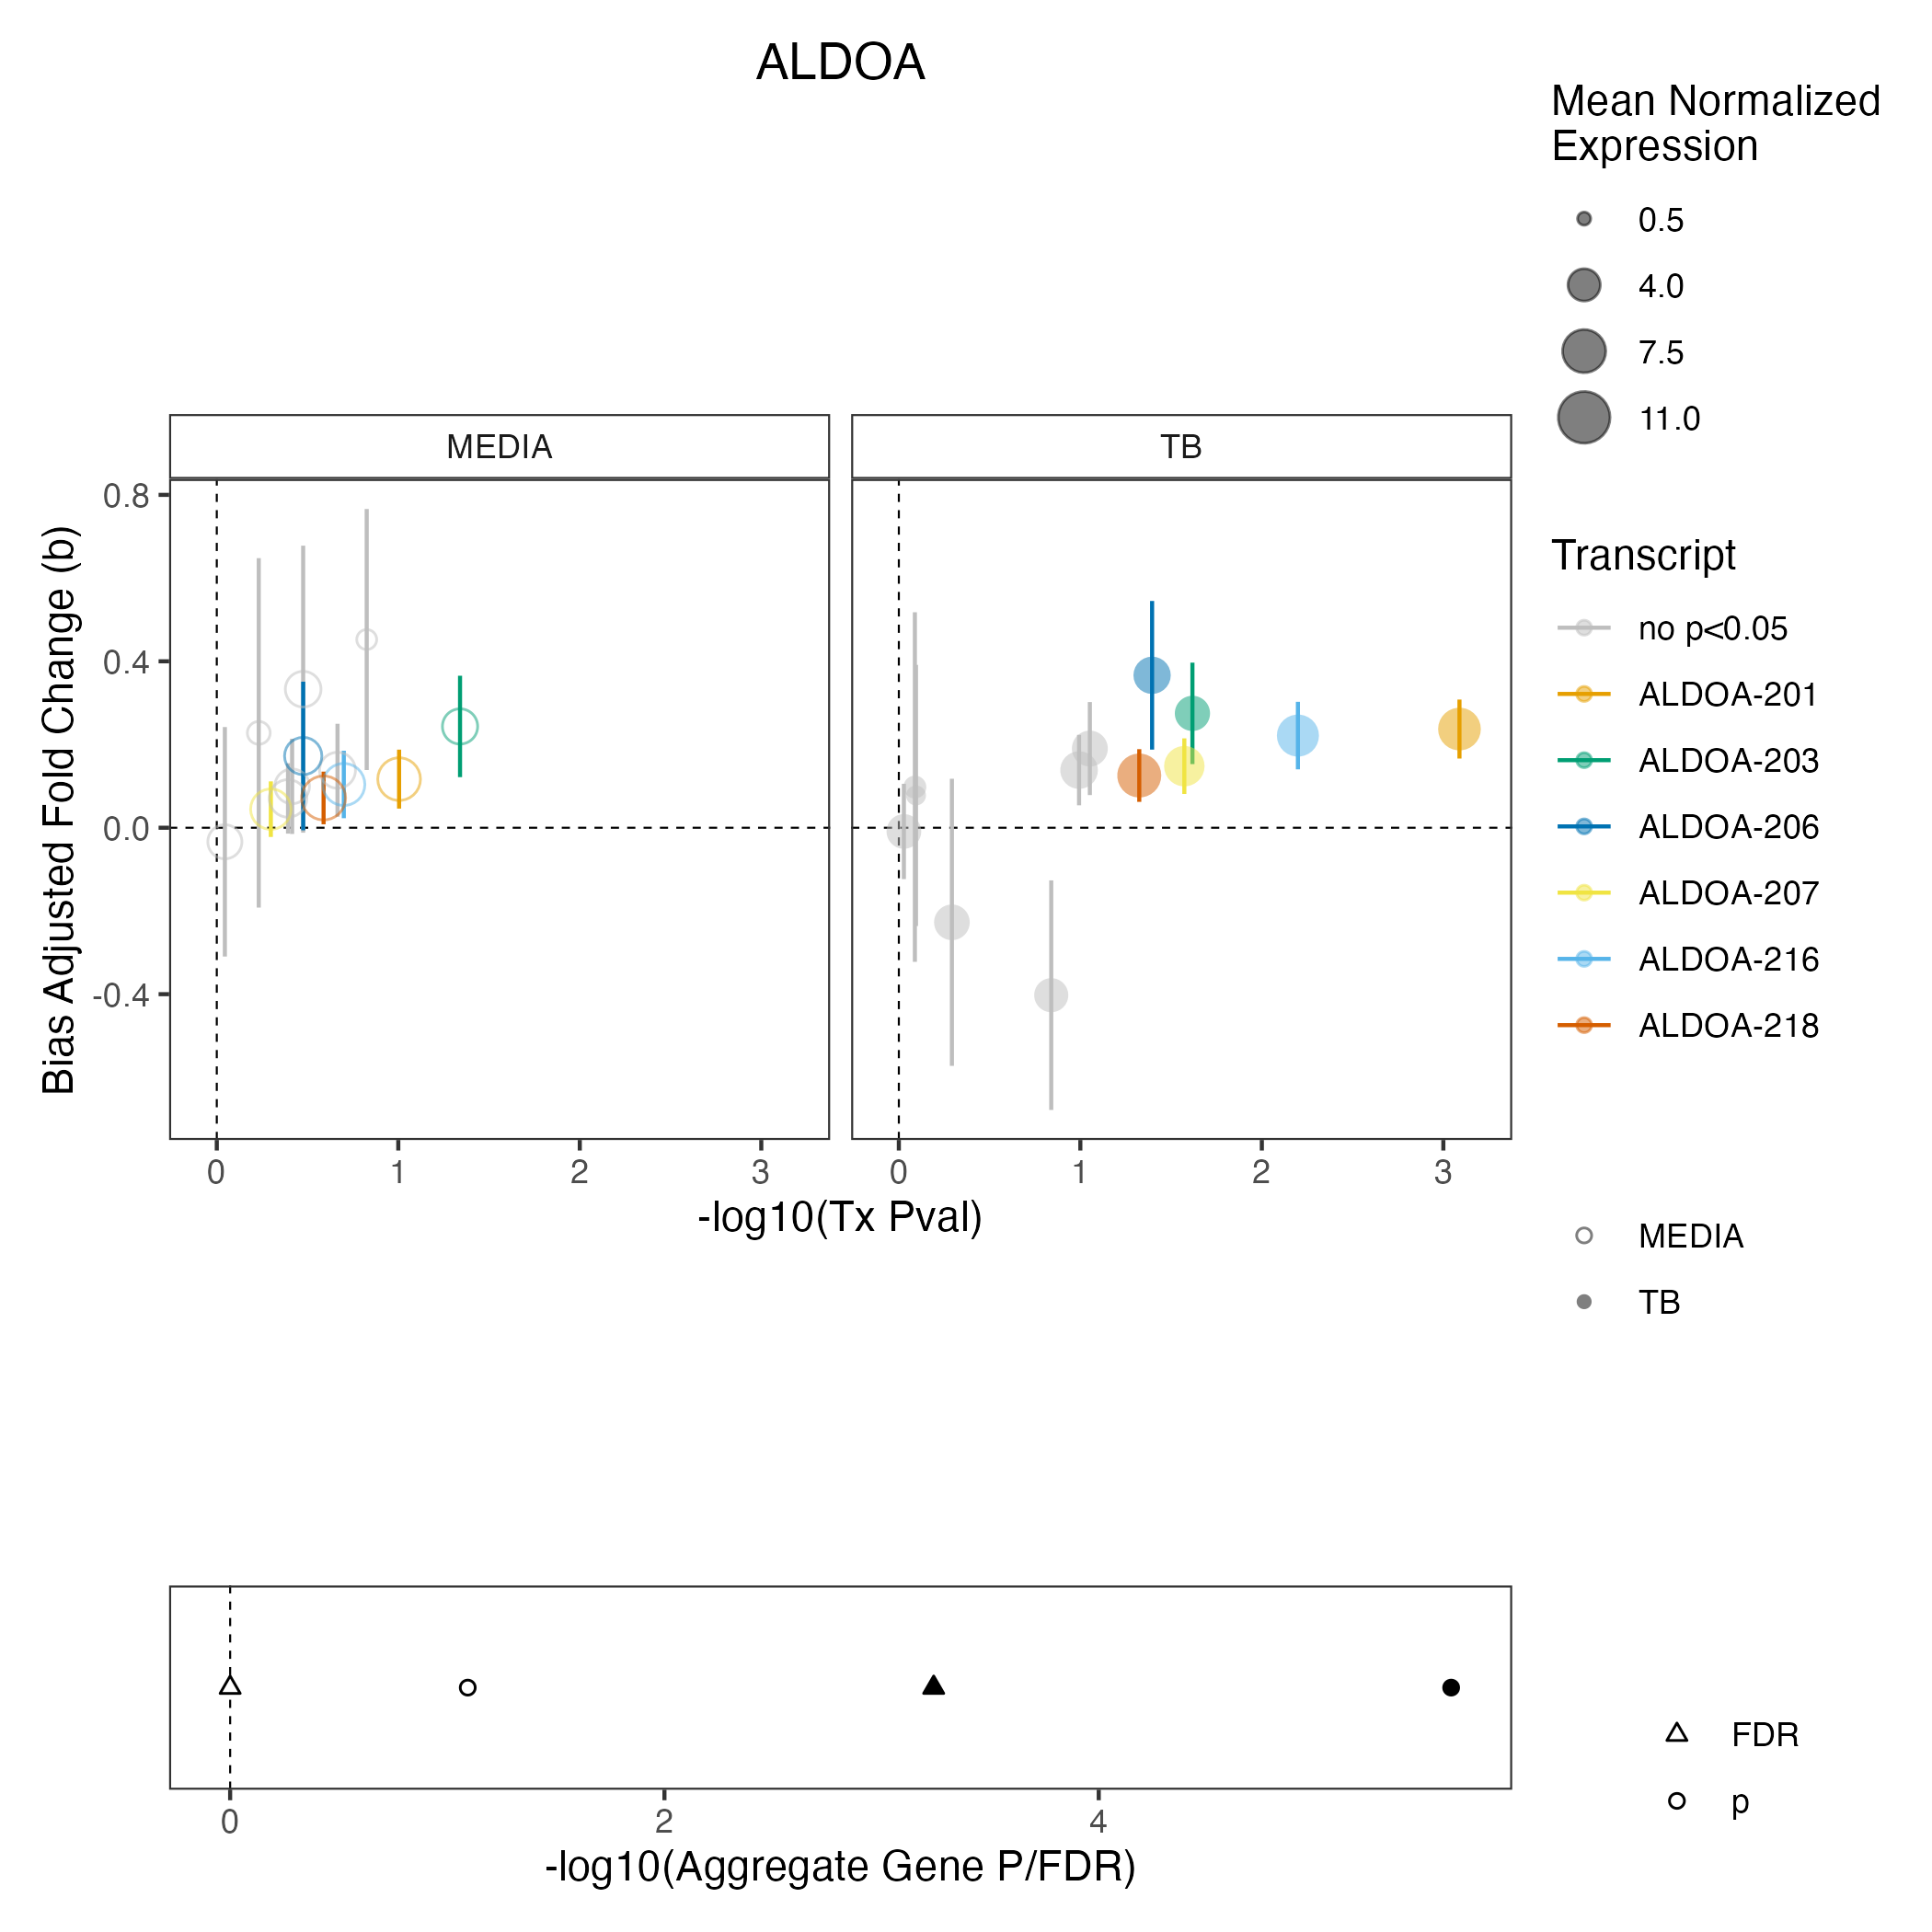 ALDOA
MEDIA
TB
0.8
0.4
0.0
-0.4
Bias Adjusted Fold Change (b)
0 1 2 3
0 1 2 3
-log10(Tx Pval)
Mean Normalized
Expression
0.5
4.0
7.5
11.0
Transcript
no p<0.05
ALDOA-201
ALDOA-203
ALDOA-206
ALDOA-207
ALDOA-216
ALDOA-218
MEDIA
TB
0 2 4
-log10(Aggregate Gene P/FDR)
FDR
p